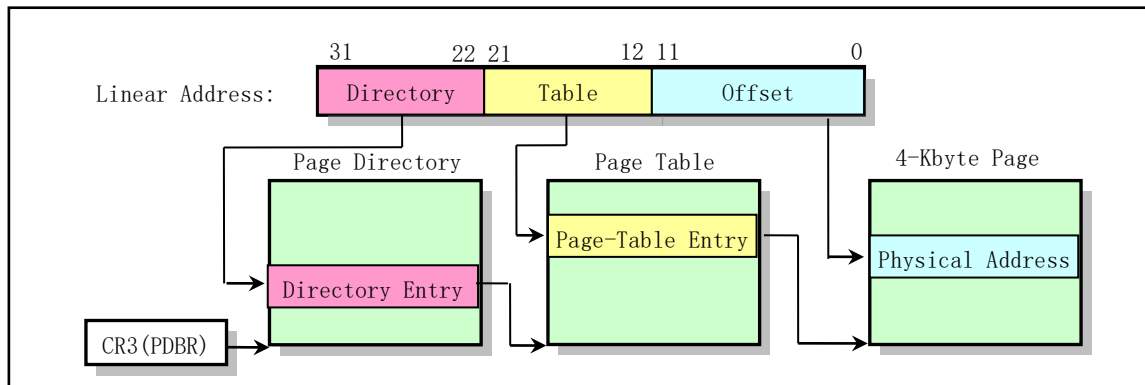 31 22 21 12 11 0
Linear Address: Directory Table Offset
Page Directory Page Table 4-Kbyte Page
Page-Table Entry
Physical Address
Directory Entry
CR3(PDBR)